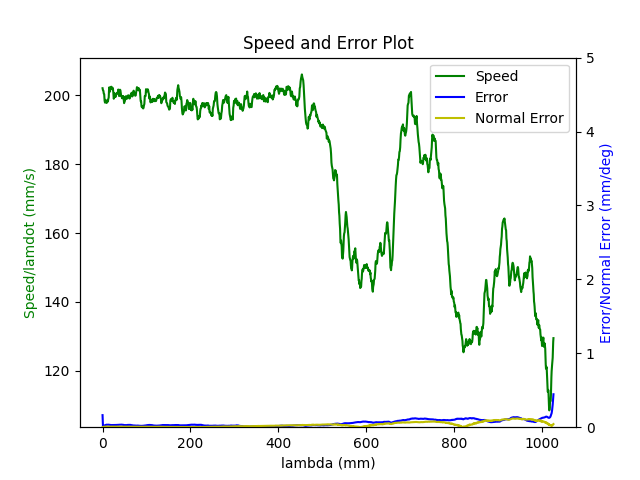 Speed and Error Plot
Speed
Error
Normal Error
200
180
160
140
120
5
4
3
2
1
0
0
200
400
600
800
1000
Speed/lamdot (mm/s)
Error/Normal Error (mm/deg)
lambda (mm)